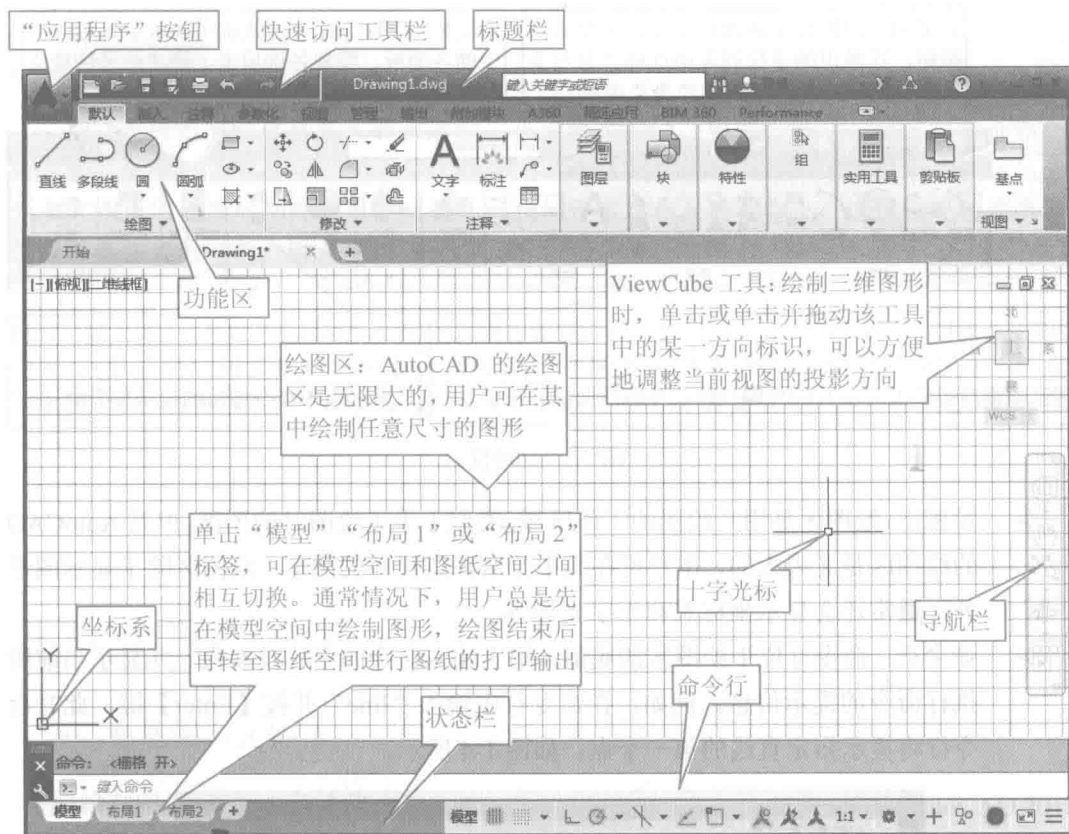 “应用程序”按钮
快速访问工具栏
标题栏
Drawing1.dwg
键入关键字或短语
默认 插入 注释 参数化 视图 管理 输出 附加模块 A360 精选应用 BIM 360 Performance
直线 多段线 圆 圆弧
文字 标注
图层
块
特性
组
实用工具
剪贴板
基点
绘图
修改
注释
视图
开始
Drawing1*
[-][俯视][二维线框]
功能区
ViewCube 工具:绘制三维图形
时，单击或单击并拖动该工具
中的某一方向标识，可以方便
地调整当前视图的投影方向
绘图区：AutoCAD 的绘图
区是无限大的,用户可在其
中绘制任意尺寸的图形
WCS
单击“模型”“布局 1”或“布局 2”
标签，可在模型空间和图纸空间之间
相互切换。通常情况下，用户总是先
在模型空间中绘制图形，绘图结束后
再转至图纸空间进行图纸的打印输出
十字光标
导航栏
坐标系
Y
X
命令行
状态栏
命令: <栅格 开>
键入命令
模型 布局1 布局2 +
模型
1:1